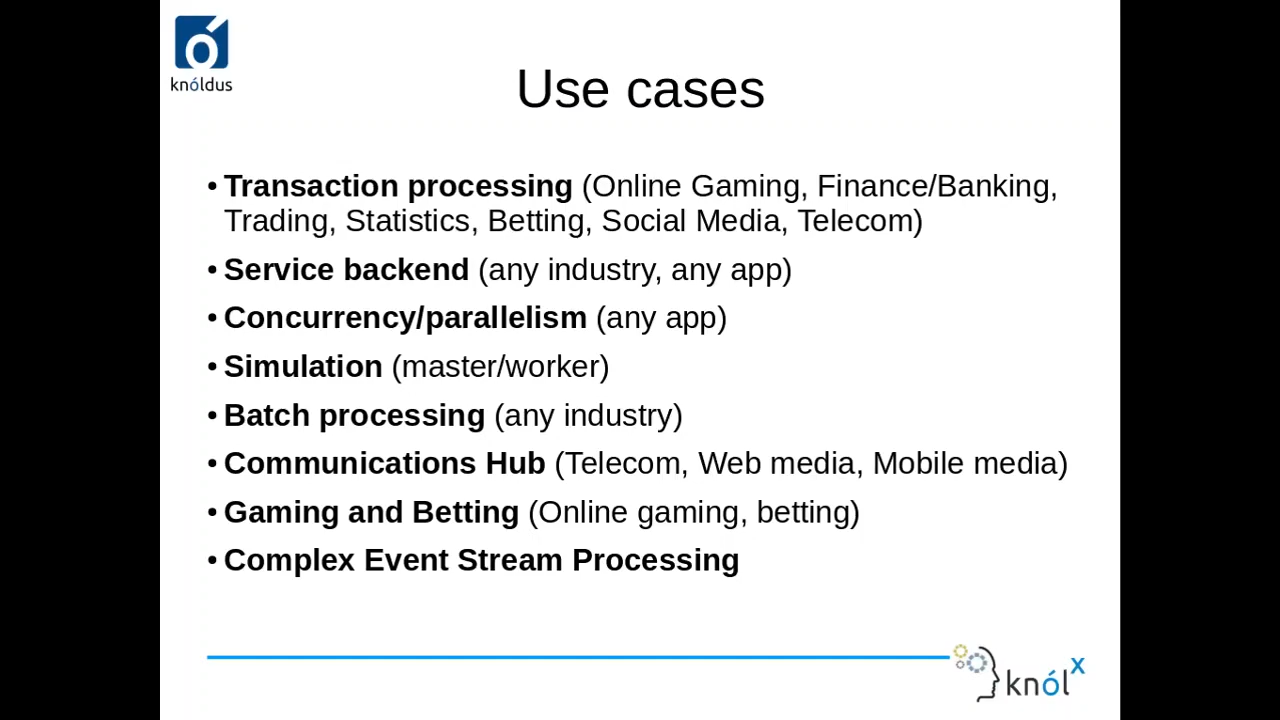 knóldus
Use cases
• Transaction processing (Online Gaming, Finance/Banking,
Trading, Statistics, Betting, Social Media, Telecom)
• Service backend (any industry, any app)
• Concurrency/parallelism (any app)
• Simulation (master/worker)
• Batch processing (any industry)
• Communications Hub (Telecom, Web media, Mobile media)
• Gaming and Betting (Online gaming, betting)
• Complex Event Stream Processing
knólx